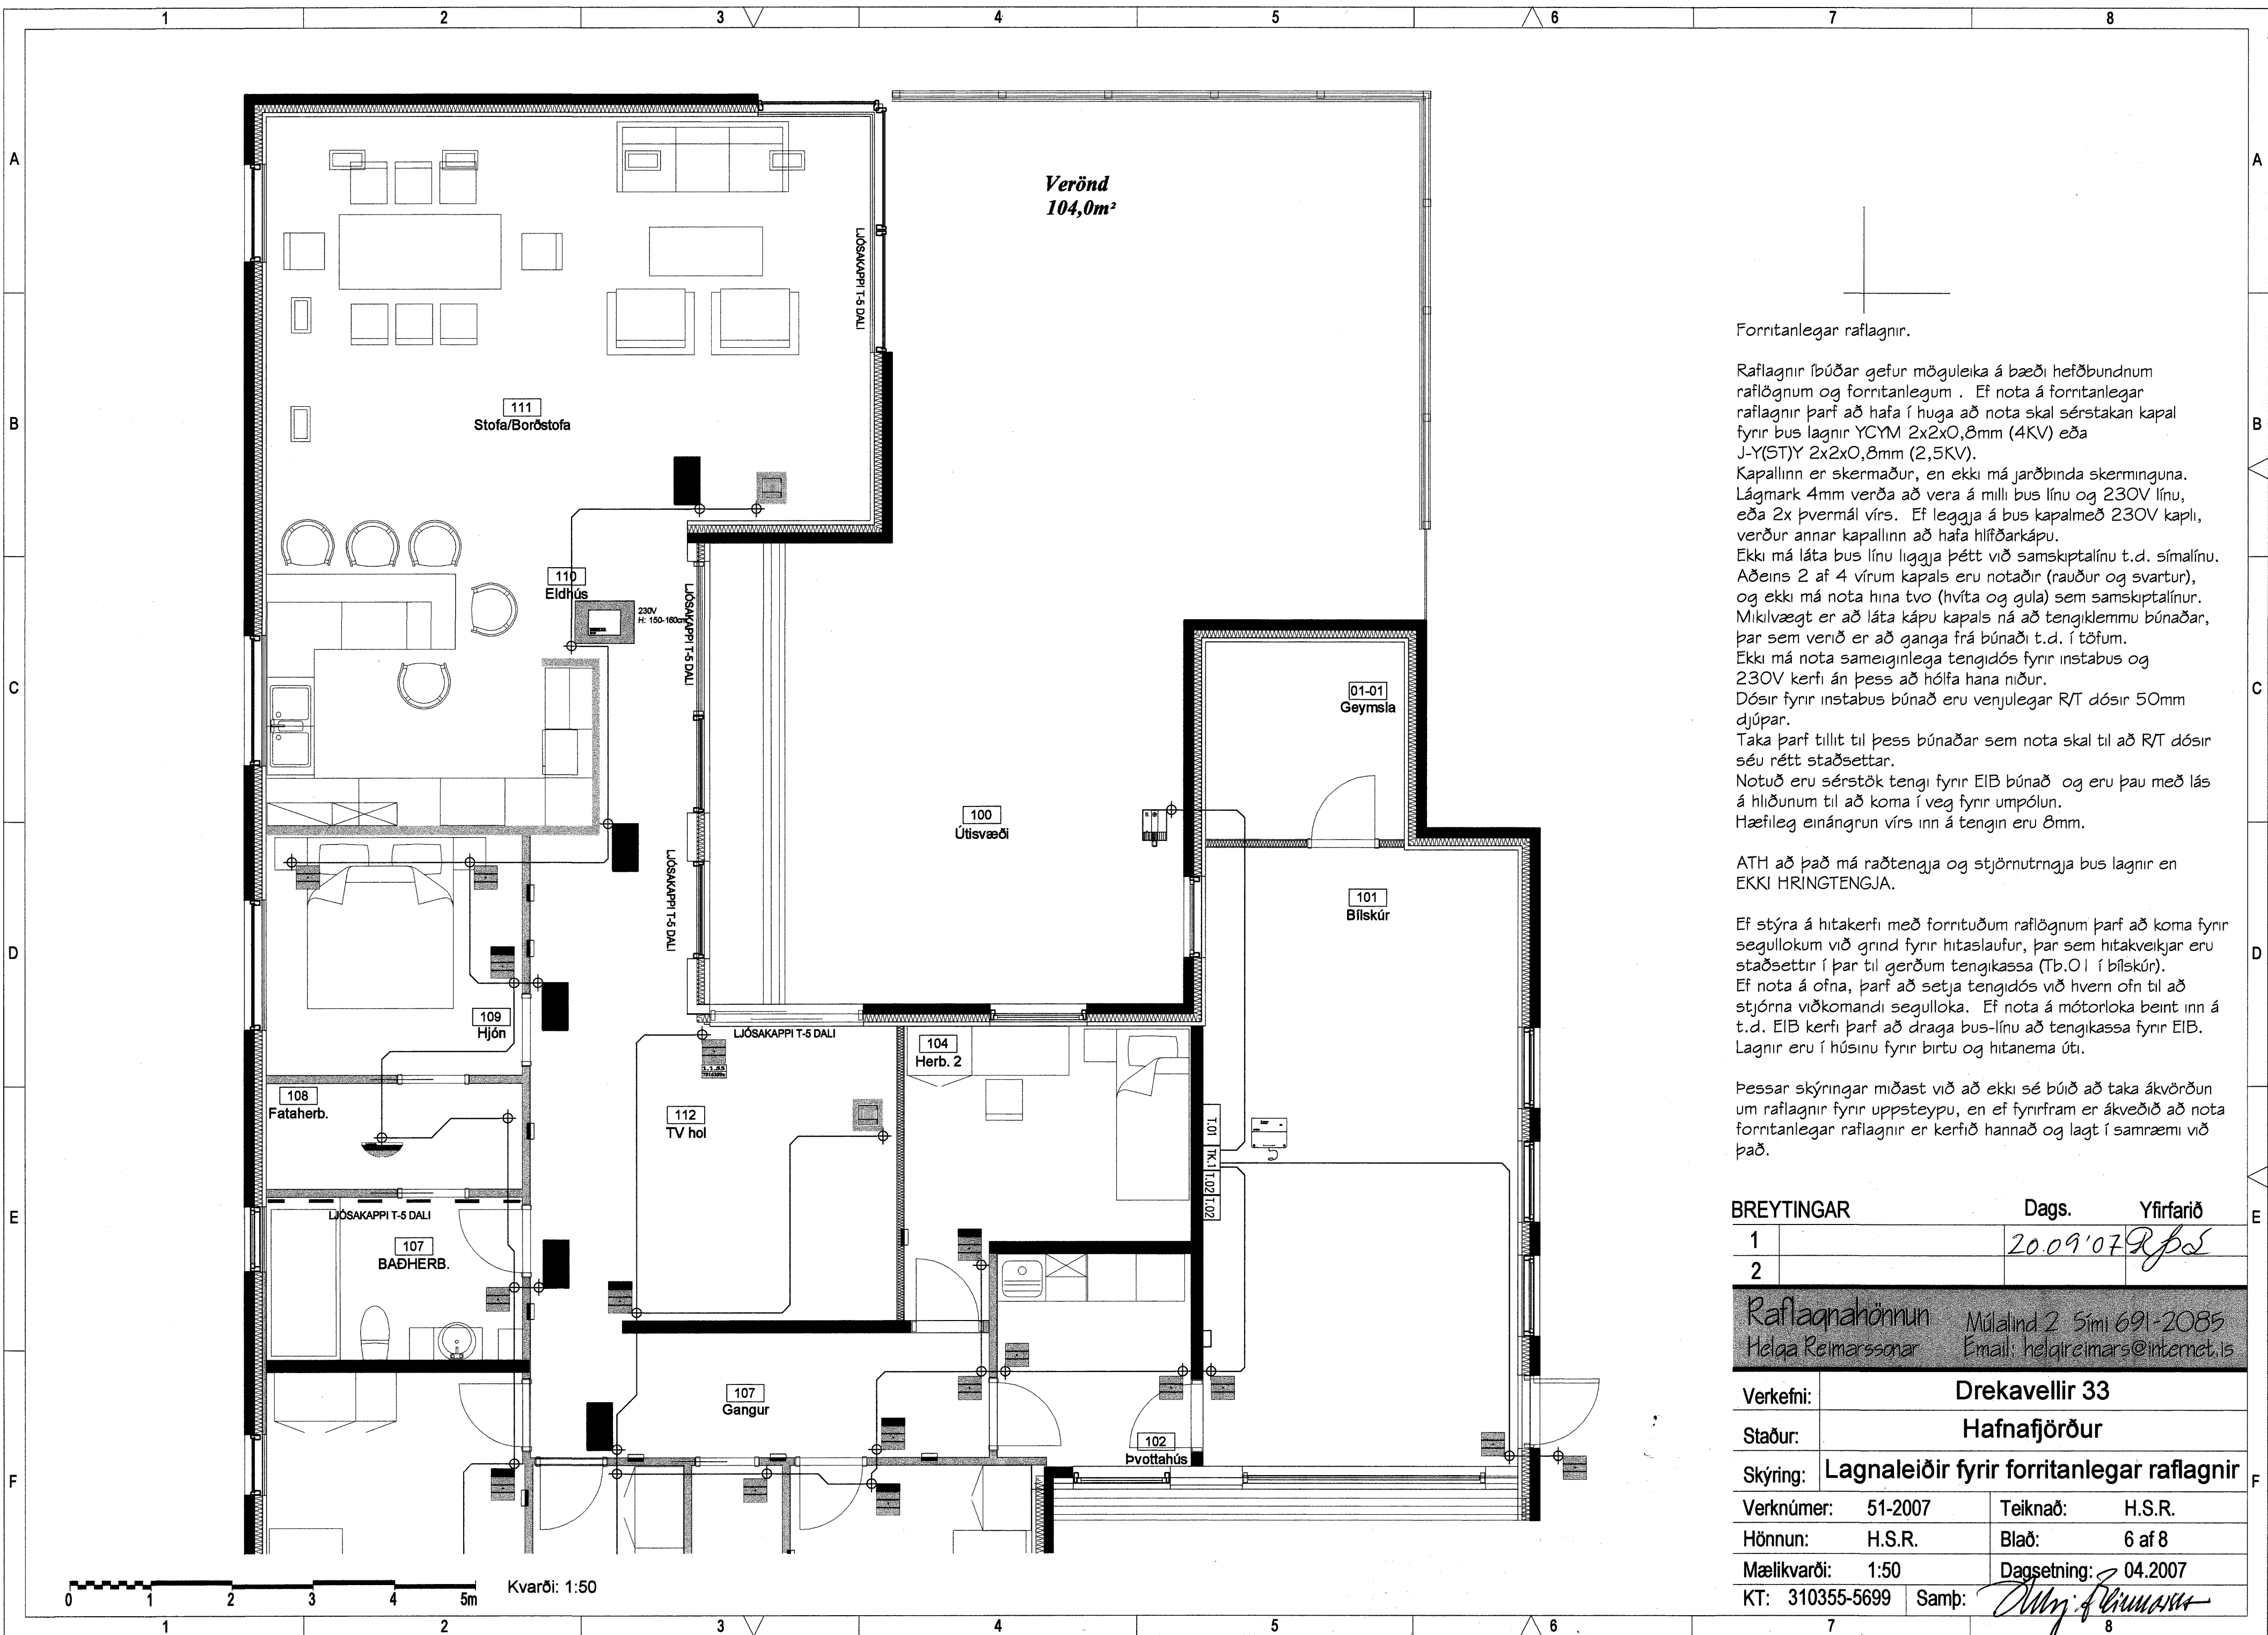 1 2 3 4 5 6 7 8
A A
B B
C C
D D
E E
F F
Verönd
104,0m²
LJÓSAKAPPI T-5 DALI
111
Stofa/Borðstofa
110
Eldhús
230V
H: 150-160cm
LJÓSAKAPPI T-5 DALI
01-01
Geymsla
100
Útisvæði
LJÓSAKAPPI T-5 DALI
101
Bílskúr
109
Hjón
LJÓSAKAPPI T-5 DALI
104
Herb. 2
108
Fataherb.
112
TV hol
T.01
TK.1
T.02
T.02
LJÓSAKAPPI T-5 DALI
107
BAÐHERB.
107
Gangur
102
Þvottahús
0 1 2 3 4 5m
Kvarði: 1:50
Forritanlegar raflagnir.
Raflagnir íbúðar gefur möguleika á bæði hefðbundnum
raflögnum og forritanlegum . Ef nota á forritanlegar
raflagnir þarf að hafa í huga að nota skal sérstakan kapal
fyrir bus lagnir YCYM 2x2x0,8mm (4KV) eða
J-Y(ST)Y 2x2x0,8mm (2,5KV).
Kapallinn er skermaður, en ekki má jarðbinda skerminguna.
Lágmark 4mm verða að vera á milli bus línu og 230V línu,
eða 2x þvermál vírs. Ef leggja á bus kapalmeð 230V kapli,
verður annar kapallinn að hafa hlífðarkápu.
Ekki má láta bus línu liggja þétt við samskiptalínu t.d. símalínu.
Aðeins 2 af 4 vírum kapals eru notaðir (rauður og svartur),
og ekki má nota hina tvo (hvíta og gula) sem samskiptalínur.
Mikilvægt er að láta kápu kapals ná að tengiklemmu búnaðar,
þar sem verið er að ganga frá búnaði t.d. í töfum.
Ekki má nota sameiginlega tengidós fyrir instabus og
230V kerfi án þess að hólfa hana niður.
Dósir fyrir instabus búnað eru venjulegar R/T dósir 50mm
djúpar.
Taka þarf tillit til þess búnaðar sem nota skal til að R/T dósir
séu rétt staðsettar.
Notuð eru sérstök tengi fyrir EIB búnað og eru þau með lás
á hliðunum til að koma í veg fyrir umpólun.
Hæfileg einángrun vírs inn á tengin eru 8mm.
ATH að það má raðtengja og stjörnutrngja bus lagnir en
EKKI HRINGTENGJA.
Ef stýra á hitakerfi með forrituðum raflögnum þarf að koma fyrir
segullokum við grind fyrir hitaslaufur, þar sem hitakveikjar eru
staðsettir í þar til gerðum tengikassa (Tb.01 í bílskúr).
Ef nota á ofna, þarf að setja tengidós við hvern ofn til að
stjórna viðkomandi segulloka. Ef nota á mótorloka beint inn á
t.d. EIB kerfi þarf að draga bus-línu að tengikassa fyrir EIB.
Lagnir eru í húsinu fyrir birtu og hitanema úti.
Þessar skýringar miðast við að ekki sé búið að taka ákvörðun
um raflagnir fyrir uppsteypu, en ef fyrirfram er ákveðið að nota
forritanlegar raflagnir er kerfið hannað og lagt í samræmi við
það.
BREYTINGAR Dags. Yfirfarið
1 20.09'07 RÞS
2
Raflagnahönnun Múlalind 2 Sími 691-2085
Helga Reimarssonar Email: helgireimars@internet.is
Verkefni: Drekavellir 33
Staður: Hafnafjörður
Skýring: Lagnaleiðir fyrir forritanlegar raflagnir
Verknúmer: 51-2007 Teiknað: H.S.R.
Hönnun: H.S.R. Blað: 6 af 8
Mælikvarði: 1:50 Dagsetning: 04.2007
KT: 310355-5699 Samþ:
1 2 3 4 5 6 7 8